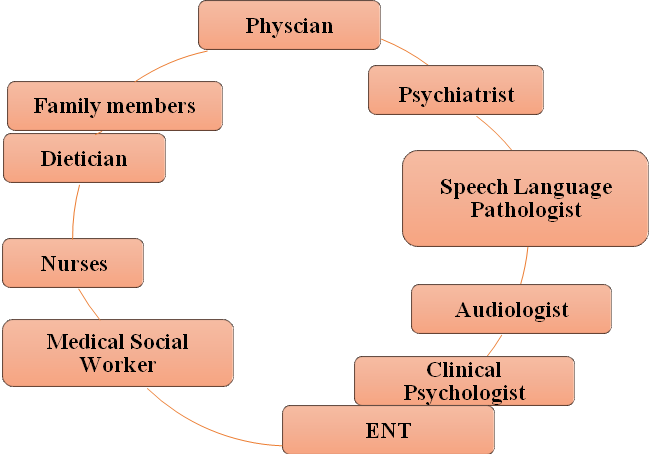 Physcian
Psychiatrist
Speech Language
Pathologist
Audiologist
Clinical
Psychologist
ENT
Medical Social
Worker
Nurses
Dietician
Family members